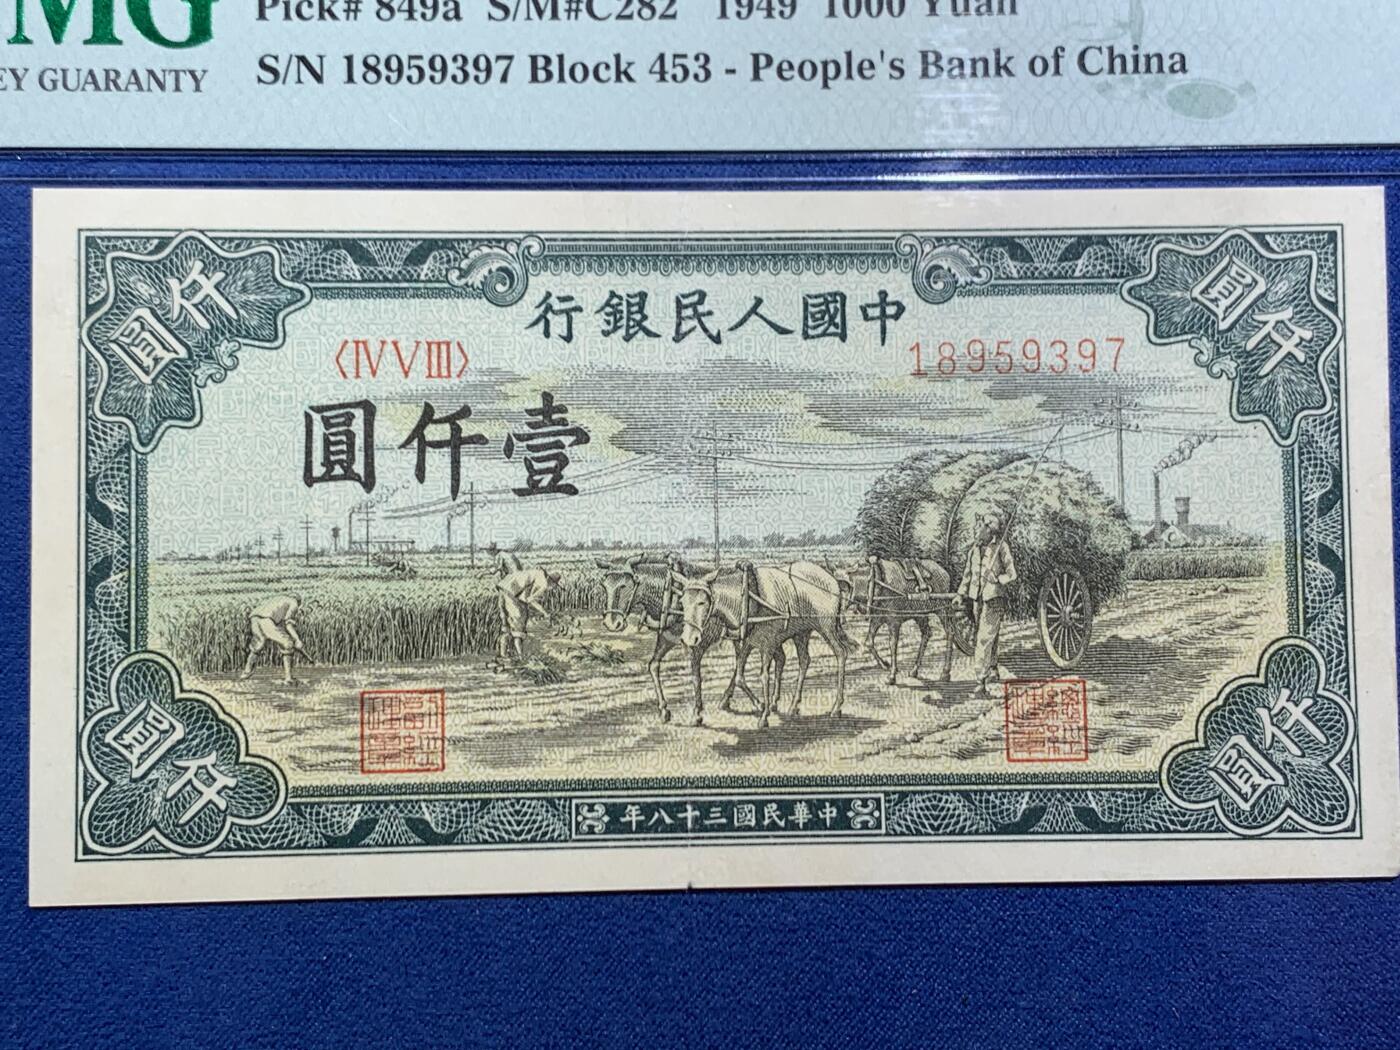 MG
EY GUARANTY
Pick# 849a S/M#C282 1949 1000 Yuan
S/N 18959397 Block 453 - People's Bank of China
仟圓
圓仟
行銀民人國中
〈ⅣⅤⅢ〉
18959397
圓仟壹
圓仟
仟圓
年八十三國民華中